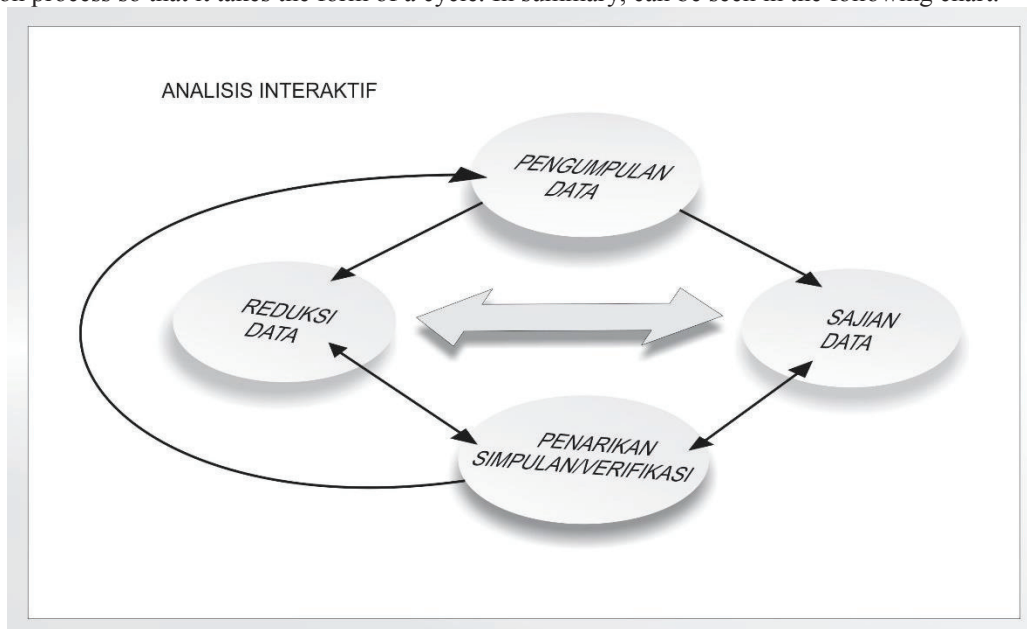 on process so that it takes the form of a cycle. In summary, can be seen in the following chart.
ANALISIS INTERAKTIF
PENGUMPULAN
DATA
REDUKSI
DATA
SAJIAN
DATA
PENARIKAN
SIMPULAN/VERIFIKASI